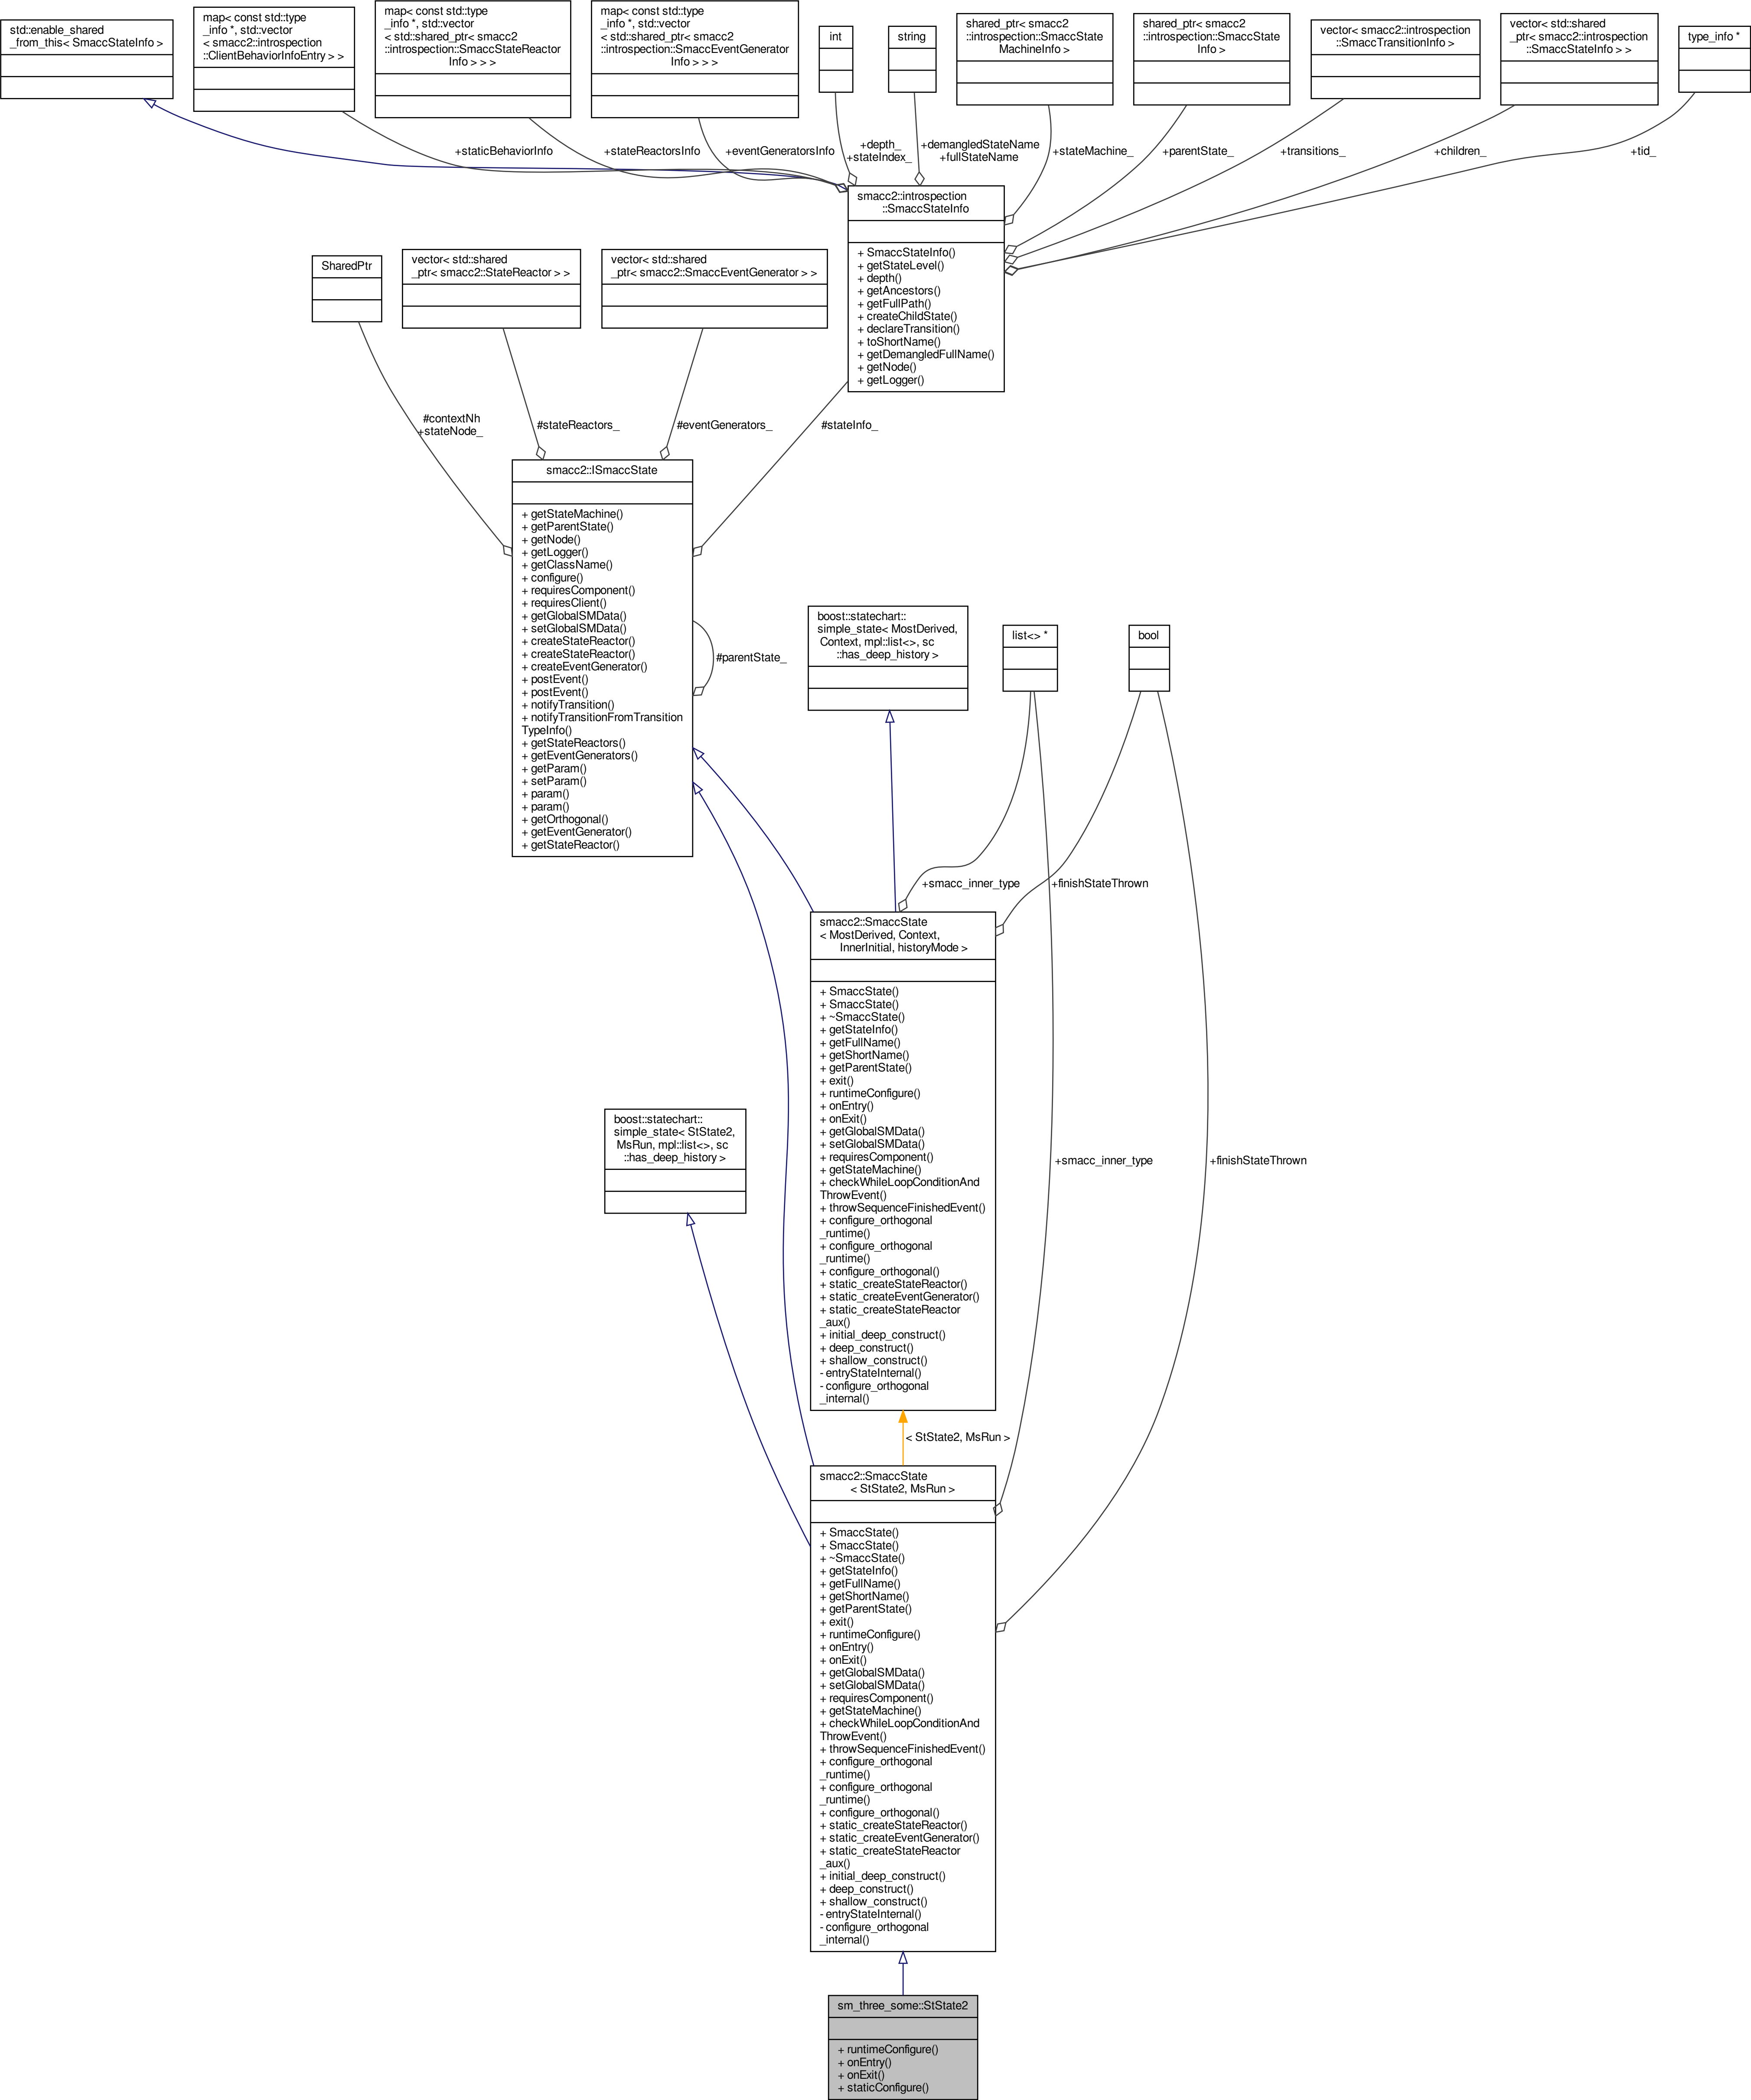 std::enable_shared
_from_this< SmaccStateInfo >
map< const std::type
_info *, std::vector
< smacc2::introspection
::ClientBehaviorInfoEntry > >
map< const std::type
_info *, std::vector
< std::shared_ptr< smacc2
::introspection::SmaccStateReactor
Info > > >
map< const std::type
_info *, std::vector
< std::shared_ptr< smacc2
::introspection::SmaccEventGenerator
Info > > >
int
string
shared_ptr< smacc2
::introspection::SmaccState
MachineInfo >
shared_ptr< smacc2
::introspection::SmaccState
Info >
vector< smacc2::introspection
::SmaccTransitionInfo >
vector< std::shared
_ptr< smacc2::introspection
::SmaccStateInfo > >
type_info *
+staticBehaviorInfo
+stateReactorsInfo
+eventGeneratorsInfo
+depth_
+stateIndex_
+demangledStateName
+fullStateName
+stateMachine_
+parentState_
+transitions_
+children_
+tid_
smacc2::introspection
::SmaccStateInfo
+ SmaccStateInfo()
+ getStateLevel()
+ depth()
+ getAncestors()
+ getFullPath()
+ createChildState()
+ declareTransition()
+ toShortName()
+ getDemangledFullName()
+ getNode()
+ getLogger()
SharedPtr
vector< std::shared
_ptr< smacc2::StateReactor > >
vector< std::shared
_ptr< smacc2::SmaccEventGenerator > >
#contextNh
+stateNode_
#stateReactors_
#eventGenerators_
#stateInfo_
smacc2::ISmaccState
+ getStateMachine()
+ getParentState()
+ getNode()
+ getLogger()
+ getClassName()
+ configure()
+ requiresComponent()
+ requiresClient()
+ getGlobalSMData()
+ setGlobalSMData()
+ createStateReactor()
+ createStateReactor()
+ createEventGenerator()
+ postEvent()
+ postEvent()
+ notifyTransition()
+ notifyTransitionFromTransition
TypeInfo()
+ getStateReactors()
+ getEventGenerators()
+ getParam()
+ setParam()
+ param()
+ param()
+ getOrthogonal()
+ getEventGenerator()
+ getStateReactor()
#parentState_
boost::statechart::
simple_state< MostDerived,
Context, mpl::list<>, sc
::has_deep_history >
list<> *
bool
+smacc_inner_type
+finishStateThrown
smacc2::SmaccState
< MostDerived, Context,
InnerInitial, historyMode >
+ SmaccState()
+ SmaccState()
+ ~SmaccState()
+ getStateInfo()
+ getFullName()
+ getShortName()
+ getParentState()
+ exit()
+ runtimeConfigure()
+ onEntry()
+ onExit()
+ getGlobalSMData()
+ setGlobalSMData()
+ requiresComponent()
+ getStateMachine()
+ checkWhileLoopConditionAnd
ThrowEvent()
+ throwSequenceFinishedEvent()
+ configure_orthogonal
_runtime()
+ configure_orthogonal
_runtime()
+ configure_orthogonal()
+ static_createStateReactor()
+ static_createEventGenerator()
+ static_createStateReactor
_aux()
+ initial_deep_construct()
+ deep_construct()
+ shallow_construct()
- entryStateInternal()
- configure_orthogonal
_internal()
boost::statechart::
simple_state< StState2,
MsRun, mpl::list<>, sc
::has_deep_history >
+smacc_inner_type
+finishStateThrown
< StState2, MsRun >
smacc2::SmaccState
< StState2, MsRun >
+ SmaccState()
+ SmaccState()
+ ~SmaccState()
+ getStateInfo()
+ getFullName()
+ getShortName()
+ getParentState()
+ exit()
+ runtimeConfigure()
+ onEntry()
+ onExit()
+ getGlobalSMData()
+ setGlobalSMData()
+ requiresComponent()
+ getStateMachine()
+ checkWhileLoopConditionAnd
ThrowEvent()
+ throwSequenceFinishedEvent()
+ configure_orthogonal
_runtime()
+ configure_orthogonal
_runtime()
+ configure_orthogonal()
+ static_createStateReactor()
+ static_createEventGenerator()
+ static_createStateReactor
_aux()
+ initial_deep_construct()
+ deep_construct()
+ shallow_construct()
- entryStateInternal()
- configure_orthogonal
_internal()
sm_three_some::StState2
+ runtimeConfigure()
+ onEntry()
+ onExit()
+ staticConfigure()